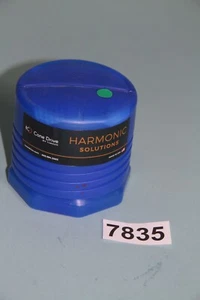 Cone Drive
HARMONIC
SOLUTIONS
7835